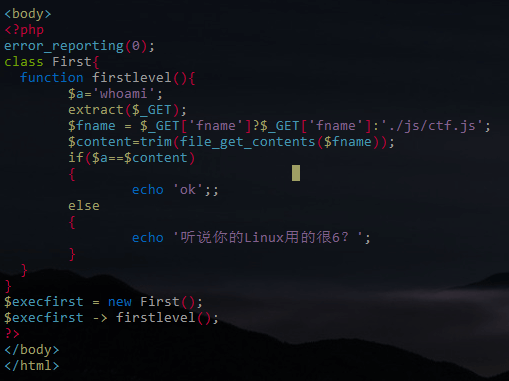 <body>
<?php
error_reporting(0);
class First{
  function firstlevel(){
        $a='whoami';
        extract($_GET);
        $fname = $_GET['fname']?$_GET['fname']:'./js/ctf.js';
        $content=trim(file_get_contents($fname));
        if($a==$content)
        {
                echo 'ok';;
        else
        {
                echo '听说你的Linux用的很6？';
        }
  }
}
$execfirst = new First();
$execfirst -> firstlevel();
?>
</body>
</html>